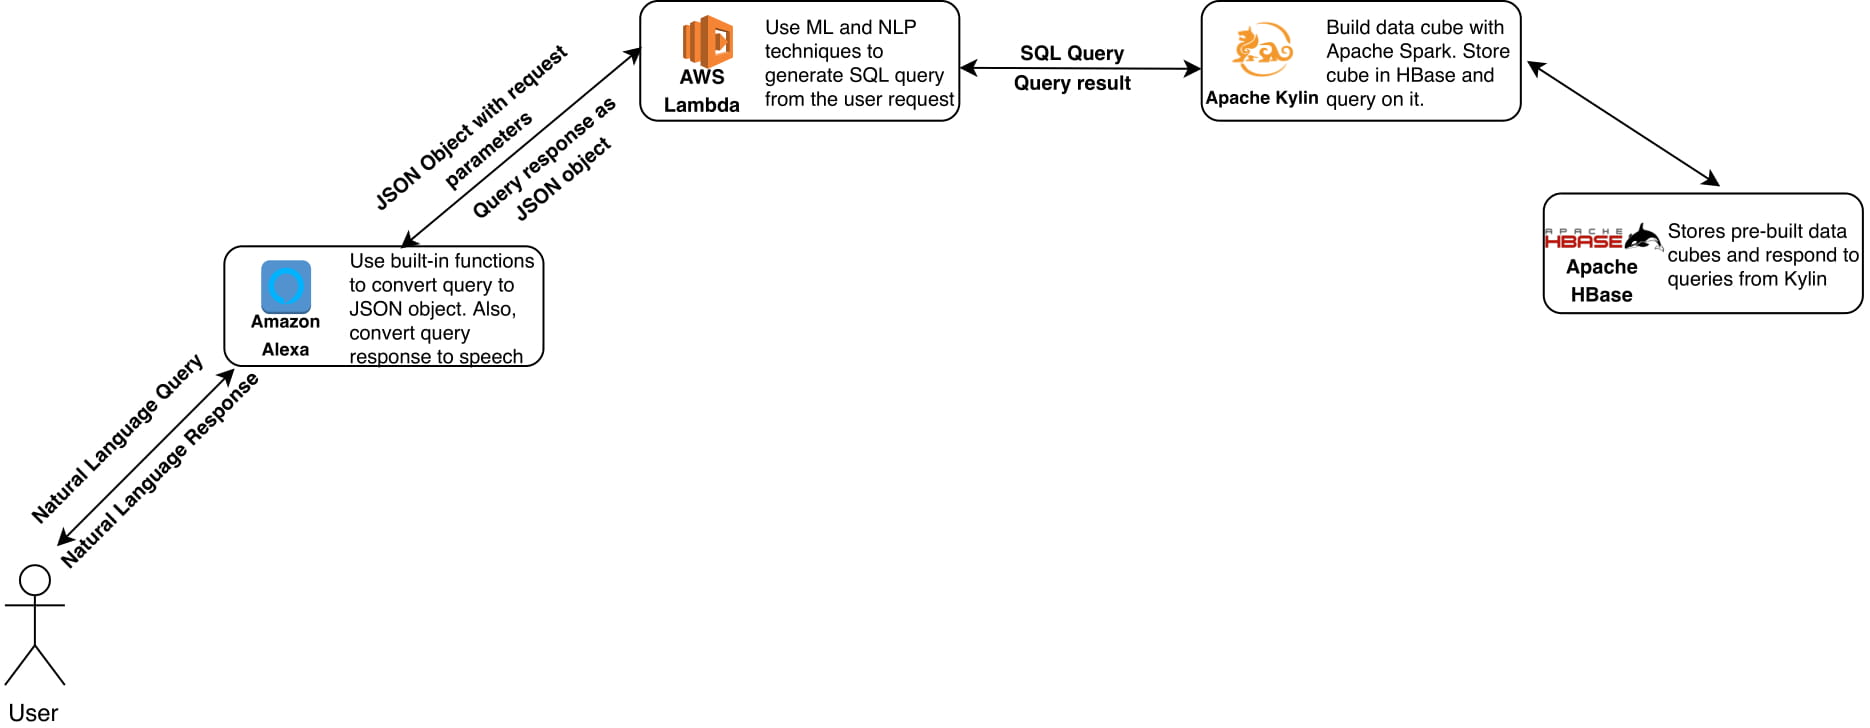 Use ML and NLP
techniques to
generate SQL query
from the user request
AWS
Lambda
SQL Query
Query result
Build data cube with
Apache Spark. Store
cube in HBase and
query on it.
Apache Kylin
JSON Object with request
parameters
Query response as
JSON object
APACHE
HBASE
Apache
HBase
Stores pre-built data
cubes and respond to
queries from Kylin
Use built-in functions
to convert query to
JSON object. Also,
convert query
response to speech
Amazon
Alexa
Natural Language Query
Natural Language Response
User